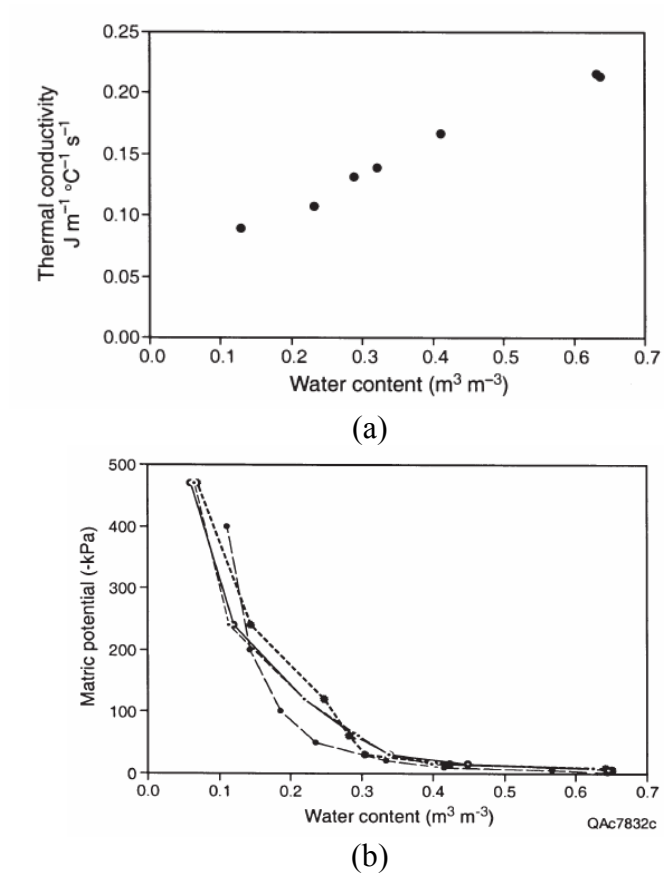 0.25
0.20
0.15
0.10
0.05
0.00
Thermal conductivity
J m⁻¹ °C⁻¹ s⁻¹
0.0 0.1 0.2 0.3 0.4 0.5 0.6 0.7
Water content (m³ m⁻³)
(a)
500
400
300
200
100
0
Matric potential (-kPa)
0.0 0.1 0.2 0.3 0.4 0.5 0.6 0.7
Water content (m³ m⁻³)
QAc7832c
(b)